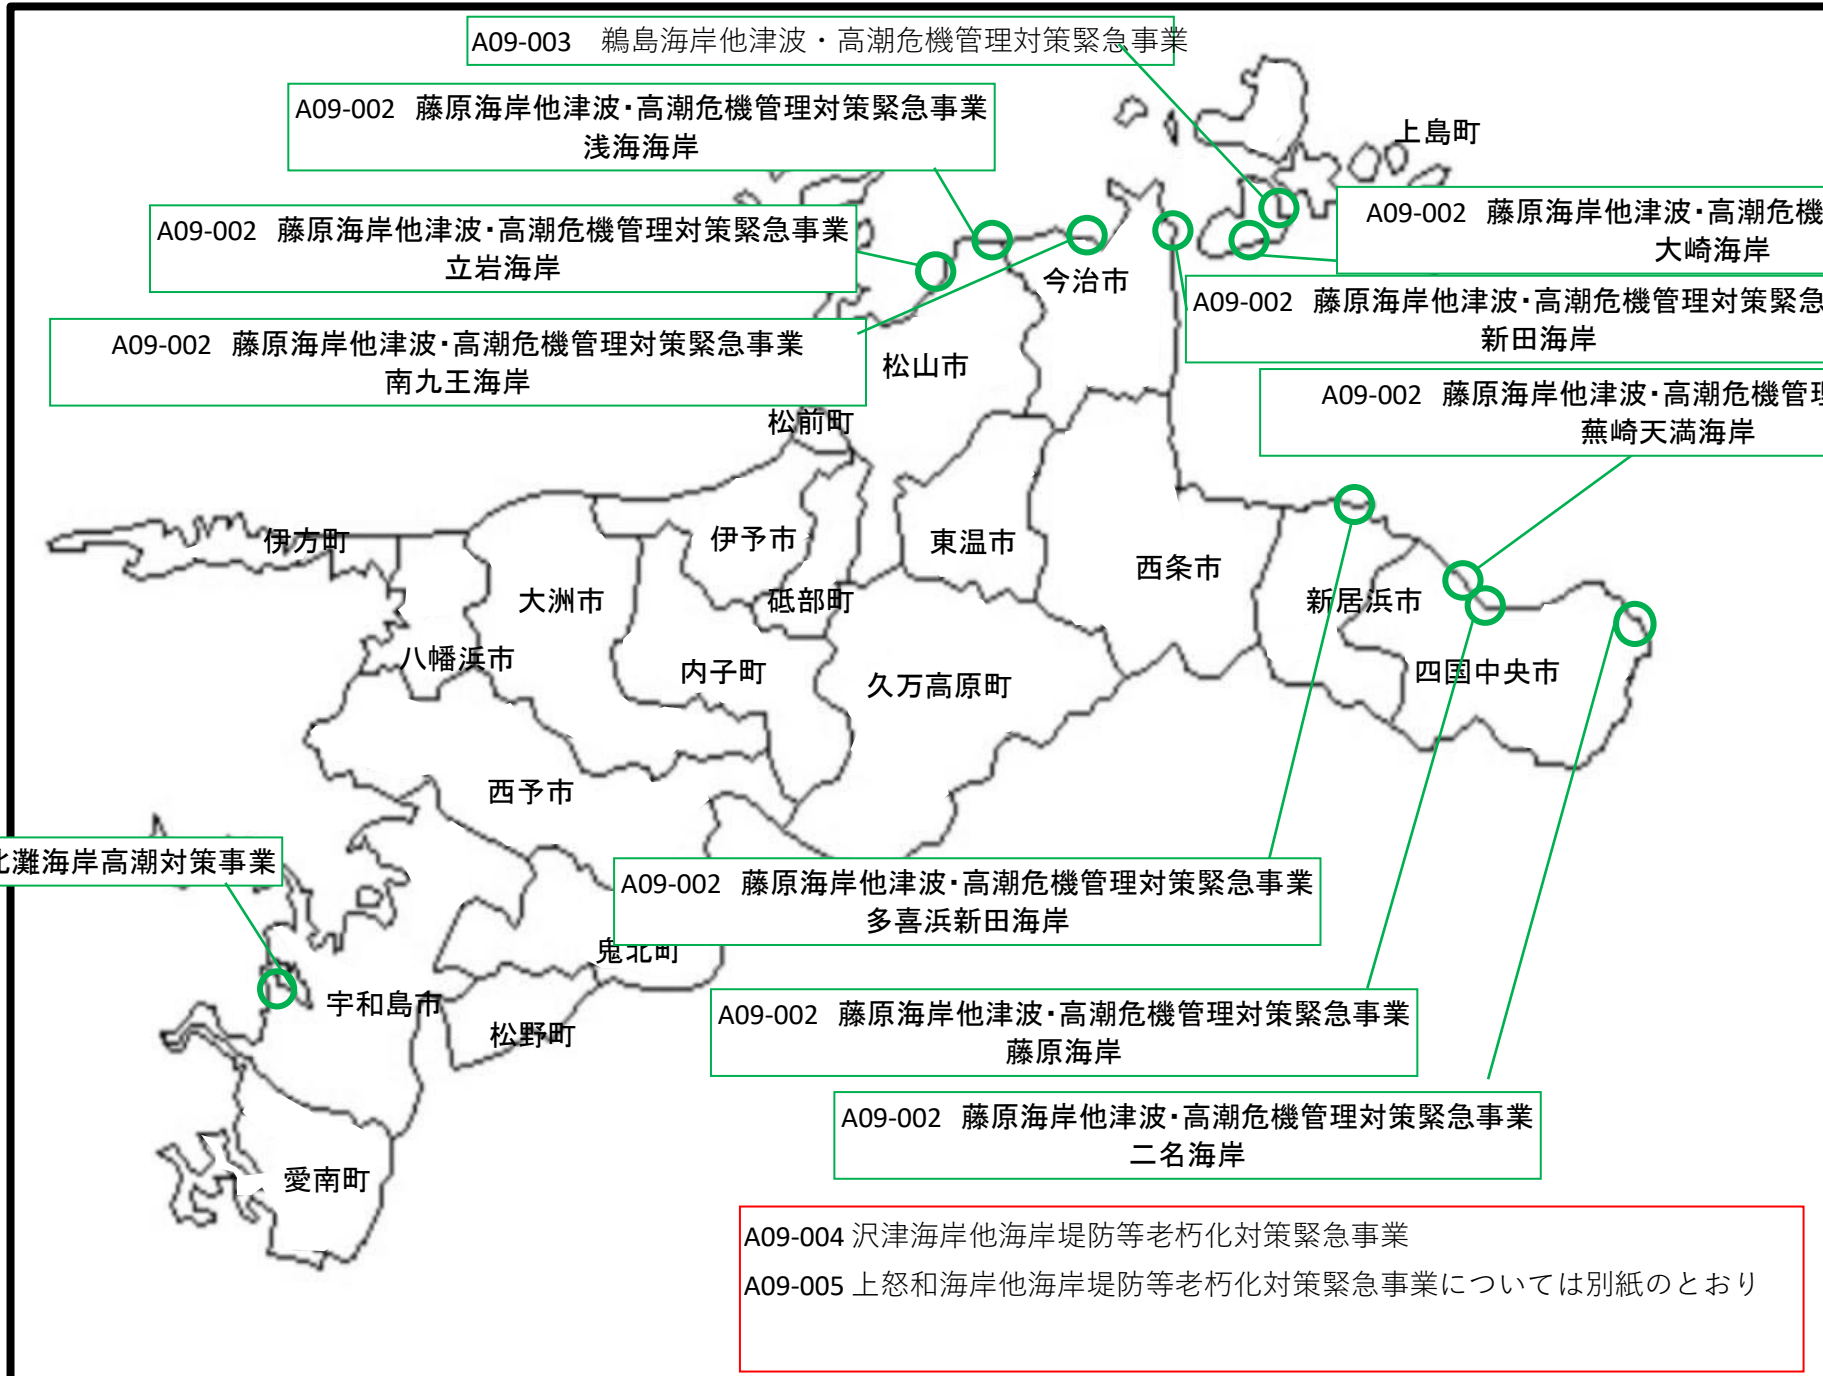 A09-003 鵜島海岸他津波・高潮危機管理対策緊急事業
A09-002 藤原海岸他津波・高潮危機管理対策緊急事業
浅海海岸
上島町
A09-002 藤原海岸他津波・高潮危機管理対策緊急事業
立岩海岸
A09-002 藤原海岸他津波・高潮危機
大崎海岸
今治市
A09-002 藤原海岸他津波・高潮危機管理対策緊急
新田海岸
A09-002 藤原海岸他津波・高潮危機管理対策緊急事業
南九王海岸
松山市
A09-002 藤原海岸他津波・高潮危機管理
蕪崎天満海岸
松前町
伊方町
伊予市
東温市
西条市
大洲市
砥部町
新居浜市
八幡浜市
内子町
久万高原町
四国中央市
西予市
北灘海岸高潮対策事業
A09-002 藤原海岸他津波・高潮危機管理対策緊急事業
多喜浜新田海岸
鬼北町
宇和島市
松野町
A09-002 藤原海岸他津波・高潮危機管理対策緊急事業
藤原海岸
A09-002 藤原海岸他津波・高潮危機管理対策緊急事業
二名海岸
愛南町
A09-004 沢津海岸他海岸堤防等老朽化対策緊急事業
A09-005 上怒和海岸他海岸堤防等老朽化対策緊急事業については別紙のとおり